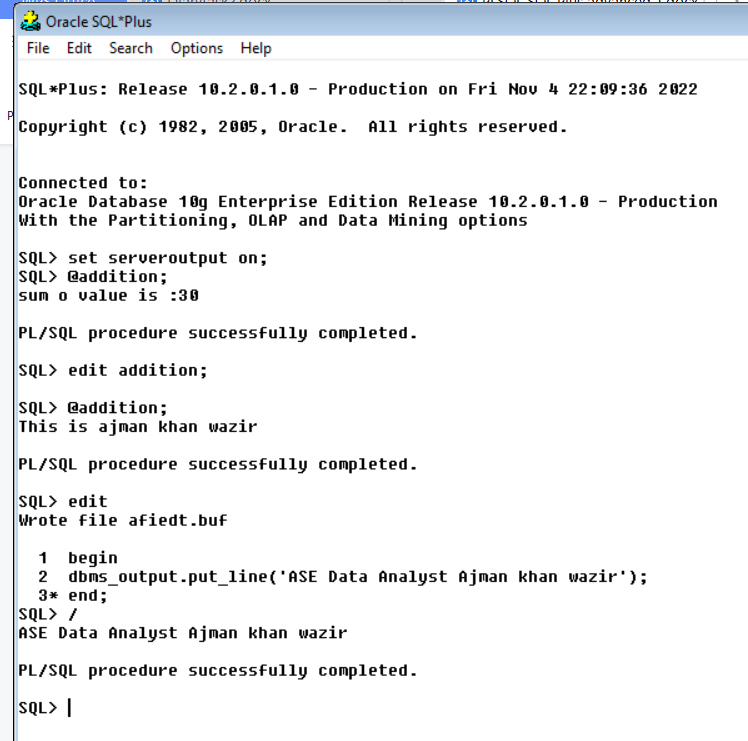 Oracle SQL*Plus
File Edit Search Options Help
SQL*Plus: Release 10.2.0.1.0 - Production on Fri Nov 4 22:09:36 2022
Copyright (c) 1982, 2005, Oracle.  All rights reserved.
Connected to:
Oracle Database 10g Enterprise Edition Release 10.2.0.1.0 - Production
With the Partitioning, OLAP and Data Mining options
SQL> set serveroutput on;
SQL> @addition;
sum o value is :30
PL/SQL procedure successfully completed.
SQL> edit addition;
SQL> @addition;
This is ajman khan wazir
PL/SQL procedure successfully completed.
SQL> edit
Wrote file afiedt.buf
1  begin
2  dbms_output.put_line('ASE Data Analyst Ajman khan wazir');
3* end;
SQL> /
ASE Data Analyst Ajman khan wazir
PL/SQL procedure successfully completed.
SQL>